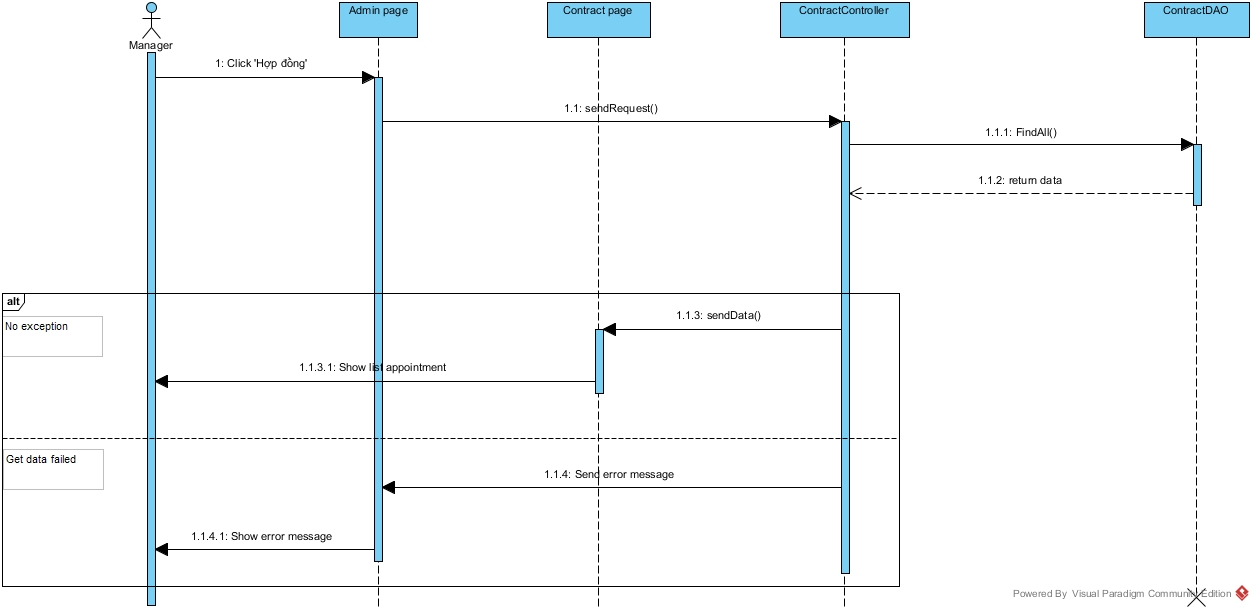 Admin page
Contract page
ContractController
ContractDAO
Manager
1: Click 'Hợp đồng'
1.1: sendRequest()
1.1.1: FindAll()
1.1.2: return data
alt
No exception
1.1.3: sendData()
1.1.3.1: Show list appointment
Get data failed
1.1.4: Send error message
1.1.4.1: Show error message
Powered By Visual Paradigm Community Edition